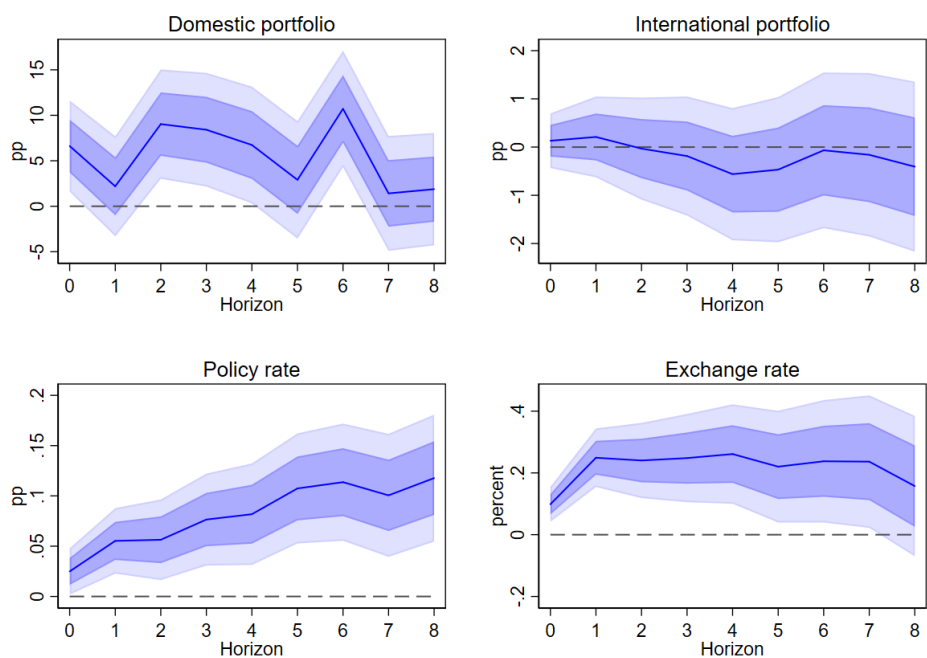 Domestic portfolio
pp
15
10
5
0
-5
0 1 2 3 4 5 6 7 8
Horizon
International portfolio
pp
2
1
0
-1
-2
0 1 2 3 4 5 6 7 8
Horizon
Policy rate
pp
.2
.15
.1
.05
0
0 1 2 3 4 5 6 7 8
Horizon
Exchange rate
percent
.4
.2
0
-.2
0 1 2 3 4 5 6 7 8
Horizon